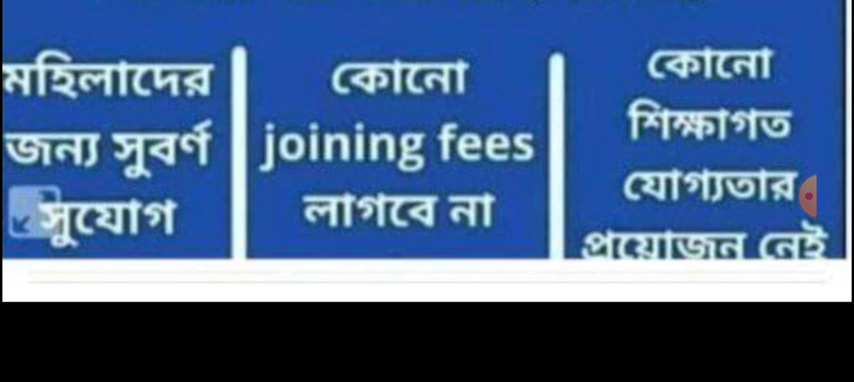 মহিলাদের
জন্য সুবর্ণ
সুযোগ
কোনো
joining fees
লাগবে না
কোনো
শিক্ষাগত
যোগ্যতার
প্রয়োজন নেই